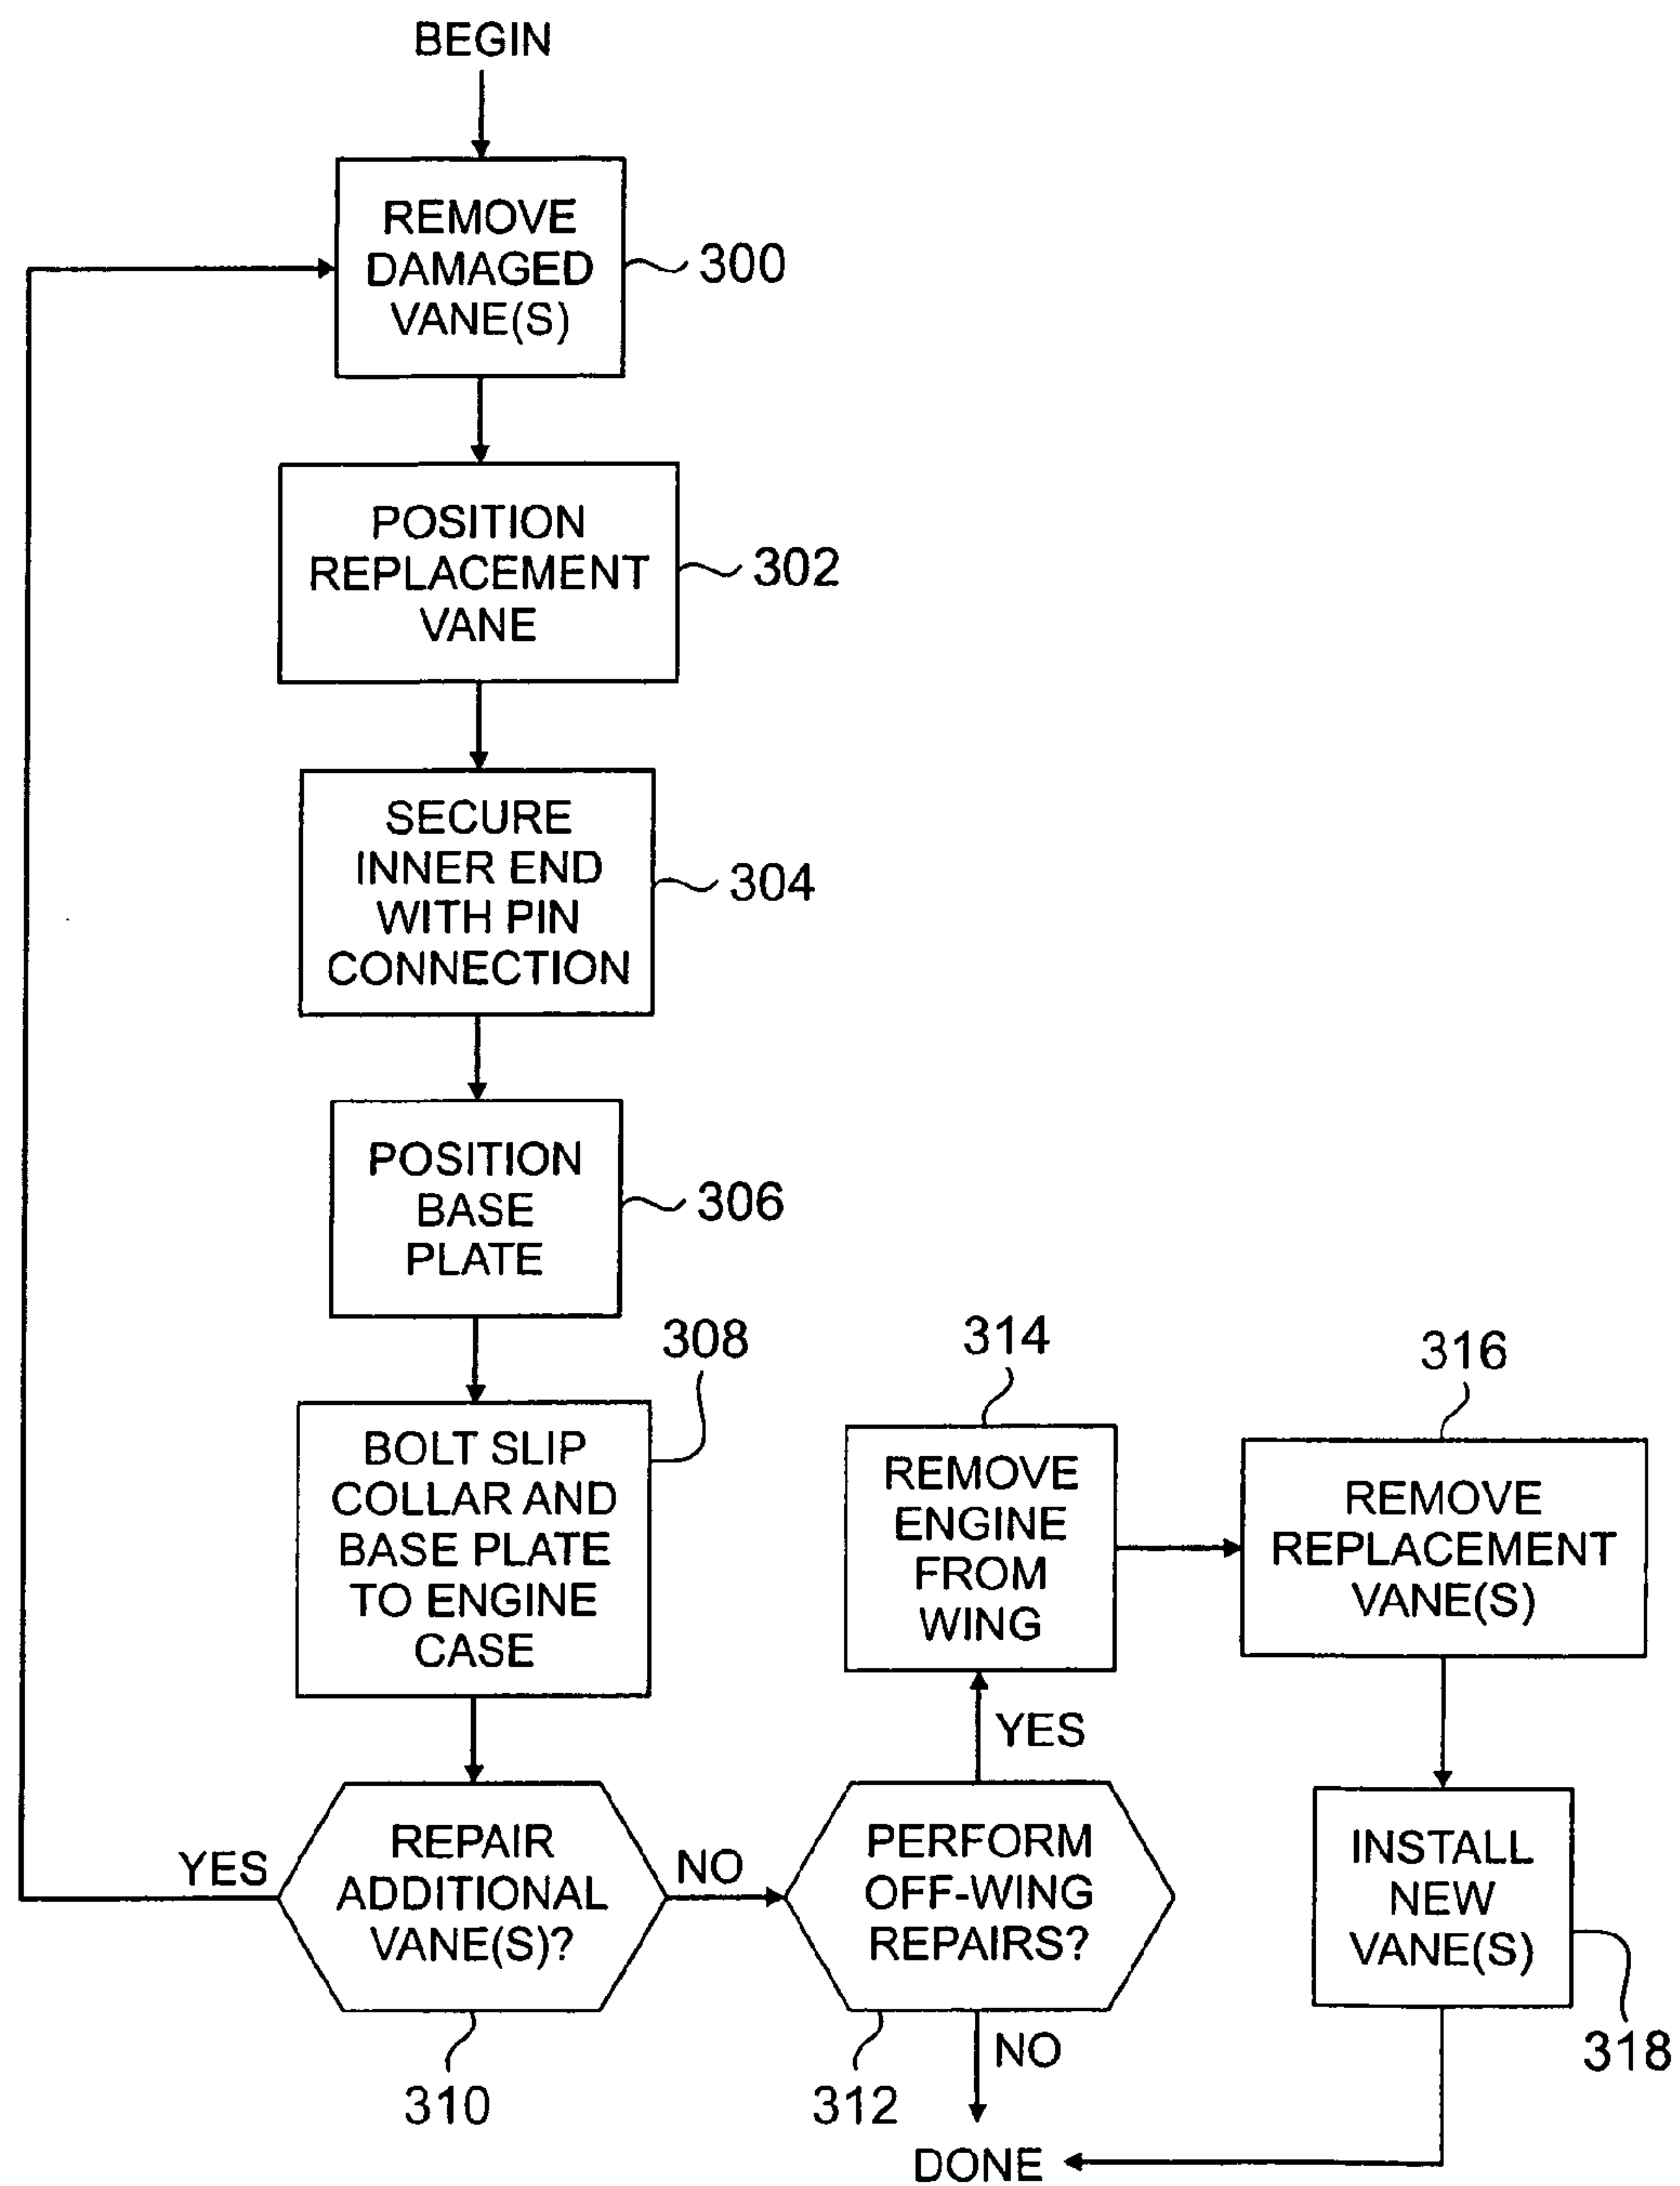 BEGIN
REMOVE
DAMAGED
VANE(S)
300
POSITION
REPLACEMENT
VANE
302
SECURE
INNER END
WITH PIN
CONNECTION
304
POSITION
BASE
PLATE
306
BOLT SLIP
COLLAR AND
BASE PLATE
TO ENGINE
CASE
308
REPAIR
ADDITIONAL
VANE(S)?
310
YES
NO
PERFORM
OFF-WING
REPAIRS?
312
YES
NO
314
REMOVE
ENGINE
FROM
WING
316
REMOVE
REPLACEMENT
VANE(S)
INSTALL
NEW
VANE(S)
318
DONE